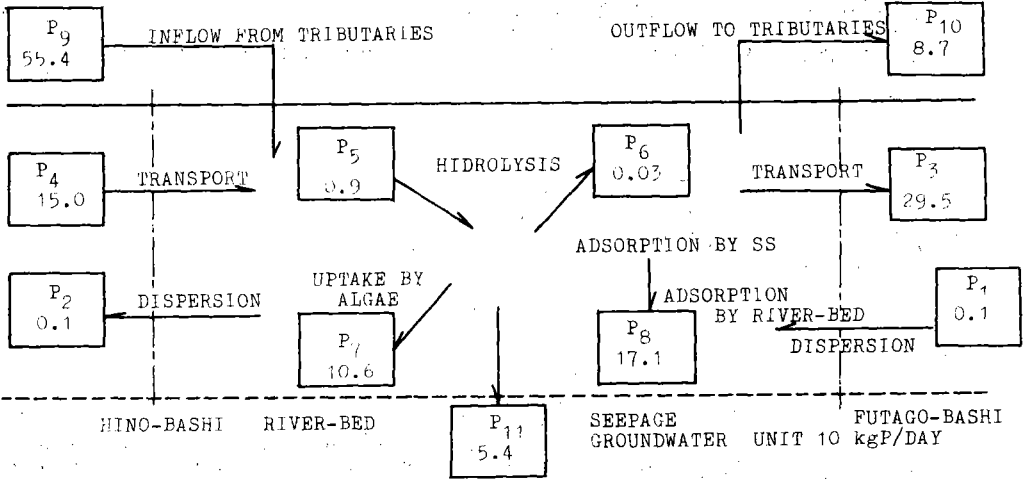 P9
55.4
INFLOW FROM TRIBUTARIES
OUTFLOW TO TRIBUTARIES
P10
8.7
P4
15.0
TRANSPORT
P5
0.9
HIDROLYSIS
P6
0.03
TRANSPORT
P3
29.5
ADSORPTION BY SS
P2
0.1
DISPERSION
UPTAKE BY
ALGAE
P7
10.6
P8
17.1
ADSORPTION
BY RIVER-BED
DISPERSION
P1
0.1
HINO-BASHI
RIVER-BED
P11
5.4
SEEPAGE
GROUNDWATER
UNIT 10 kgP/DAY
FUTAGO-BASHI